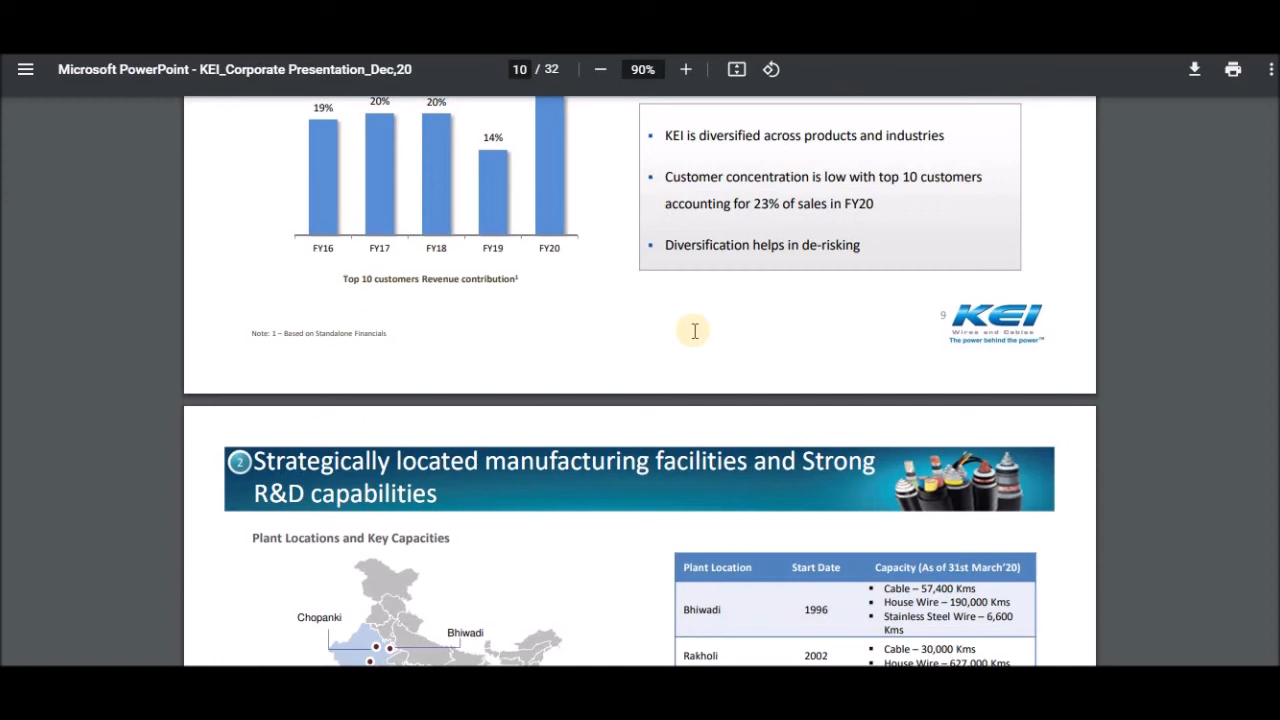 Microsoft PowerPoint - KEI_Corporate Presentation_Dec,20
10 / 32
90%
19%
20%
20%
14%
FY16
FY17
FY18
FY19
FY20
Top 10 customers Revenue contribution¹
▪ KEI is diversified across products and industries
▪ Customer concentration is low with top 10 customers
accounting for 23% of sales in FY20
▪ Diversification helps in de-risking
Note: 1 – Based on Standalone Financials
9
KEI
Wires and Cables
The power behind the power™
2 Strategically located manufacturing facilities and Strong
R&D capabilities
Plant Locations and Key Capacities
Chopanki
Bhiwadi
Plant Location Start Date Capacity (As of 31st March'20)
Bhiwadi 1996
▪ Cable – 57,400 Kms
▪ House Wire – 190,000 Kms
▪ Stainless Steel Wire – 6,600
Kms
Rakholi 2002
▪ Cable – 30,000 Kms
▪ House Wire – 627,000 Kms